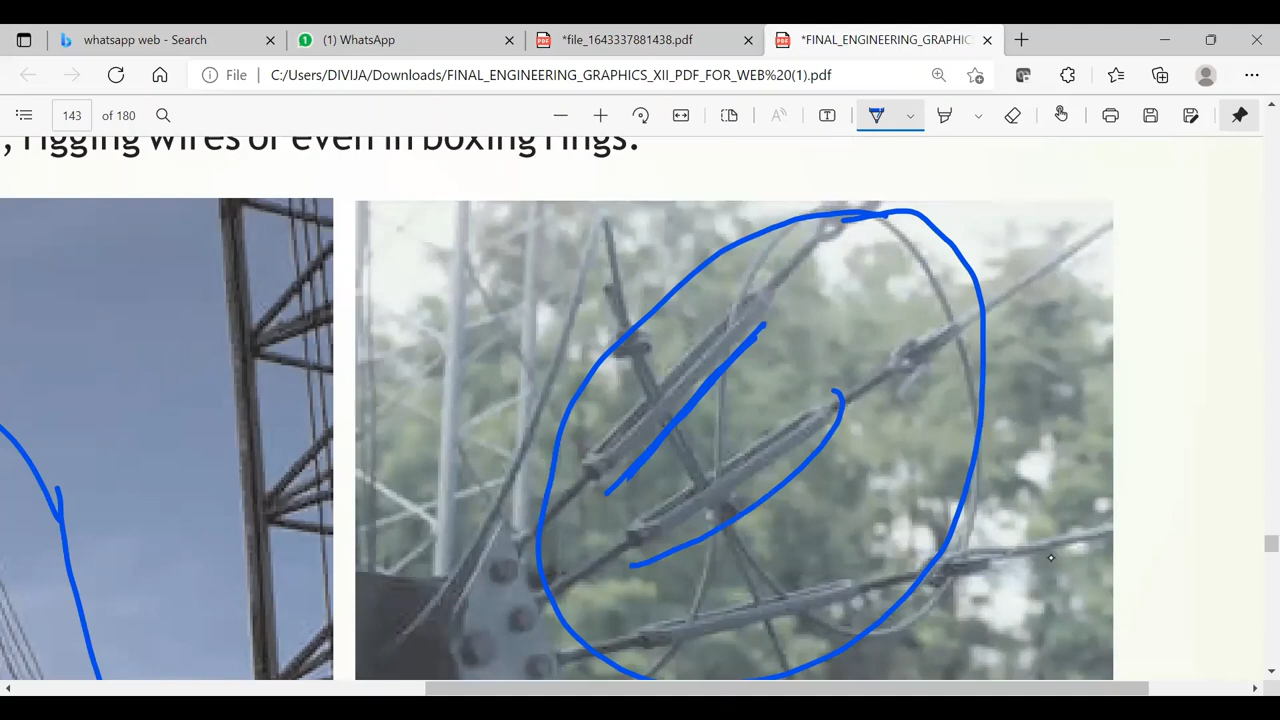 whatsapp web - Search
(1) WhatsApp
*file_1643337881438.pdf
*FINAL_ENGINEERING_GRAPHICS
File
C:/Users/DIVIJA/Downloads/FINAL_ENGINEERING_GRAPHICS_XII_PDF_FOR_WEB%20(1).pdf
143 of 180
, rigging wires or even in boxing rings.